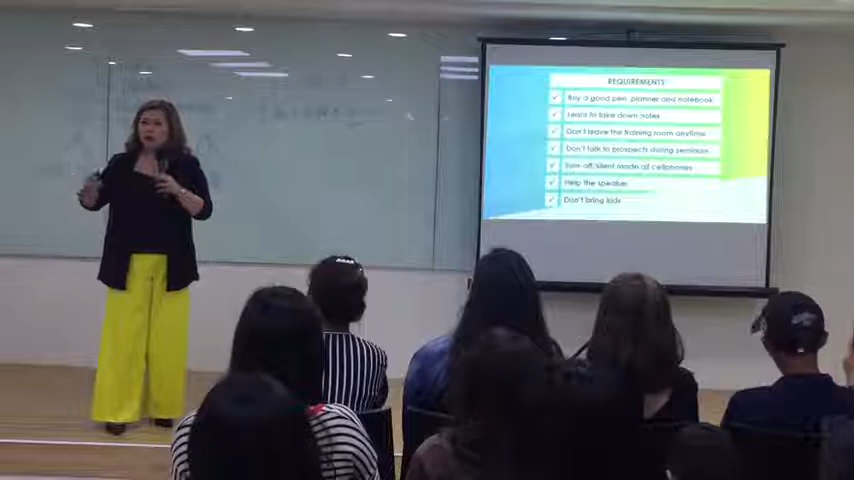 REQUIREMENTS
Buy a good pen, planner and notebook
Learn to take down notes
Don't leave the training room anytime
Don't talk to prospects during seminars
Turn-off/silent mode all cellphones
Help the speaker
Don't bring kids